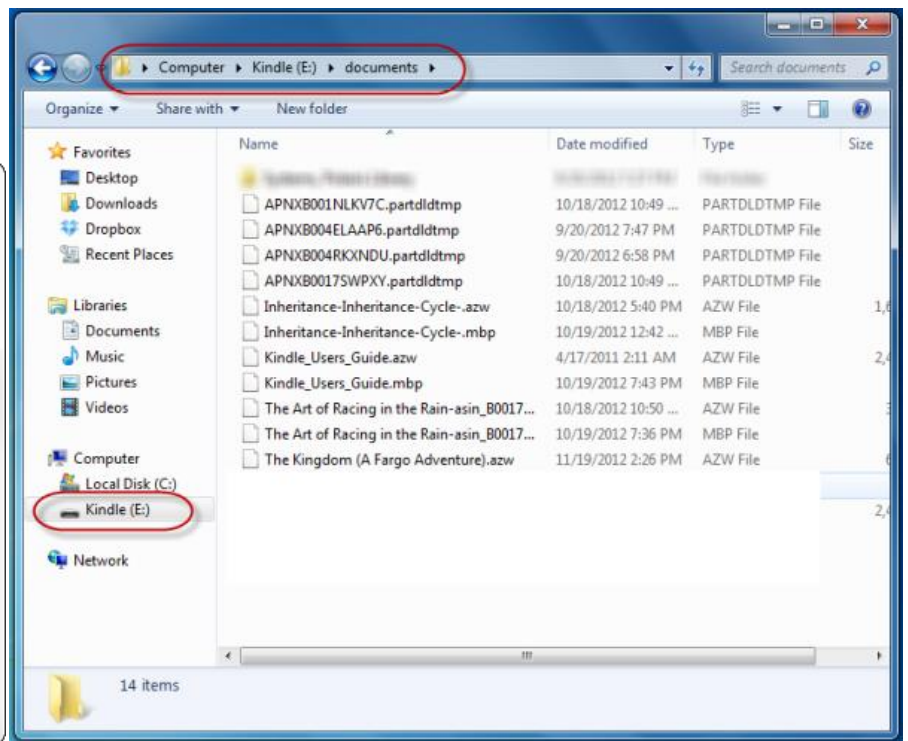 Computer Kindle (E:) documents
Search documents
Organize Share with New folder
Name Date modified Type Size
Favorites
Desktop
Downloads
Dropbox
Recent Places
Libraries
Documents
Music
Pictures
Videos
Computer
Local Disk (C:)
Kindle (E:)
Network
APNXB001NLKV7C.partdldtmp 10/18/2012 10:49 ... PARTDLDTMP File
APNXB004ELAAP6.partdldtmp 9/20/2012 7:47 PM PARTDLDTMP File
APNXB004RKXNDU.partdldtmp 9/20/2012 6:58 PM PARTDLDTMP File
APNXB0017SWPXY.partdldtmp 10/18/2012 10:49 ... PARTDLDTMP File
Inheritance-Inheritance-Cycle-.azw 10/18/2012 5:40 PM AZW File
Inheritance-Inheritance-Cycle-.mbp 10/19/2012 12:42 ... MBP File
Kindle_Users_Guide.azw 4/17/2011 2:11 AM AZW File
Kindle_Users_Guide.mbp 10/19/2012 7:43 PM MBP File
The Art of Racing in the Rain-asin_B0017... 10/18/2012 10:50 ... AZW File
The Art of Racing in the Rain-asin_B0017... 10/19/2012 7:36 PM MBP File
The Kingdom (A Fargo Adventure).azw 11/19/2012 2:26 PM AZW File
14 items